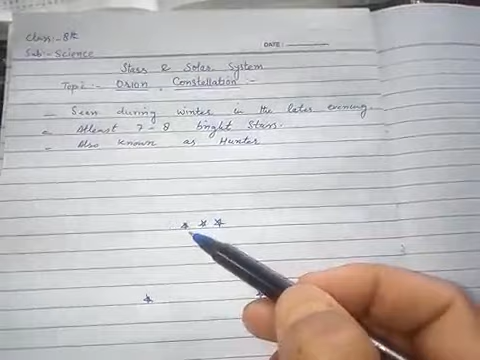 Class:- 8th
Sub:- Science
DATE:
Stars & Solar System
Topic:- Orion Constellation -
- Seen during winter in the later evening.
- Atleast 7-8 bright Stars.
- Also known as Hunter